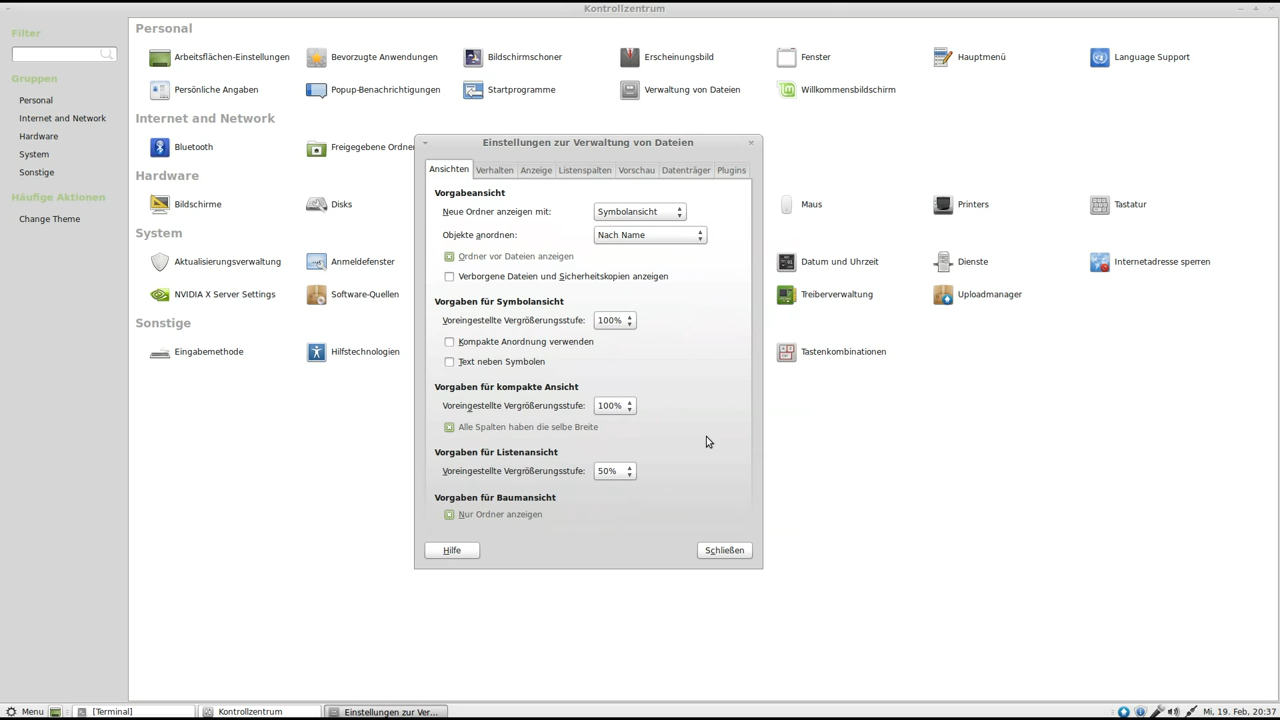 Kontrollzentrum
Filter
Gruppen
Personal
Internet and Network
Hardware
System
Sonstige
Häufige Aktionen
Change Theme
Personal
Arbeitsflächen-Einstellungen
Bevorzugte Anwendungen
Bildschirmschoner
Erscheinungsbild
Fenster
Hauptmenü
Language Support
Persönliche Angaben
Popup-Benachrichtigungen
Startprogramme
Verwaltung von Dateien
Willkommensbildschirm
Internet and Network
Bluetooth
Freigegebene Ordner
Hardware
Bildschirme
Disks
Maus
Printers
Tastatur
System
Aktualisierungsverwaltung
Anmeldefenster
Datum und Uhrzeit
Dienste
Internetadresse sperren
NVIDIA X Server Settings
Software-Quellen
Treiberverwaltung
Uploadmanager
Sonstige
Eingabemethode
Hilfstechnologien
Tastenkombinationen
Einstellungen zur Verwaltung von Dateien
Ansichten Verhalten Anzeige Listenspalten Vorschau Datenträger Plugins
Vorgabeansicht
Neue Ordner anzeigen mit: Symbolansicht
Objekte anordnen: Nach Name
Ordner vor Dateien anzeigen
Verborgene Dateien und Sicherheitskopien anzeigen
Vorgaben für Symbolansicht
Voreingestellte Vergrößerungsstufe: 100%
Kompakte Anordnung verwenden
Text neben Symbolen
Vorgaben für kompakte Ansicht
Voreingestellte Vergrößerungsstufe: 100%
Alle Spalten haben die selbe Breite
Vorgaben für Listenansicht
Voreingestellte Vergrößerungsstufe: 50%
Vorgaben für Baumansicht
Nur Ordner anzeigen
Hilfe
Schließen
Menu
[Terminal]
Kontrollzentrum
Einstellungen zur Ver...
Mi, 19. Feb, 20:37